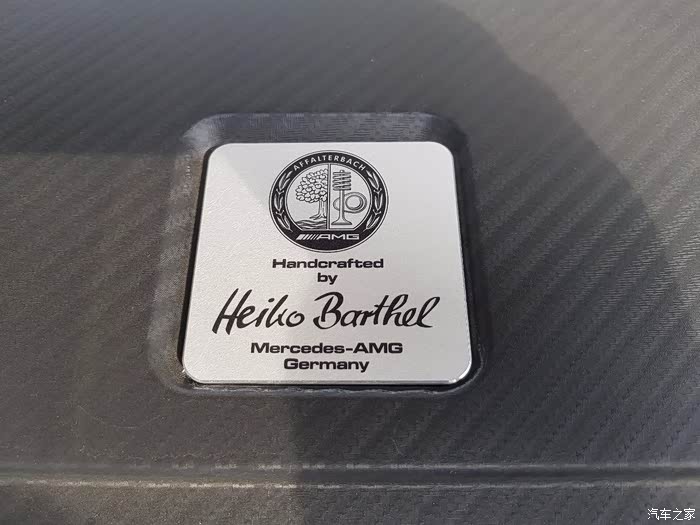 AFFALTERBACH
AMG
Handcrafted
by
Heiko Barthel
Mercedes-AMG
Germany
汽车之家